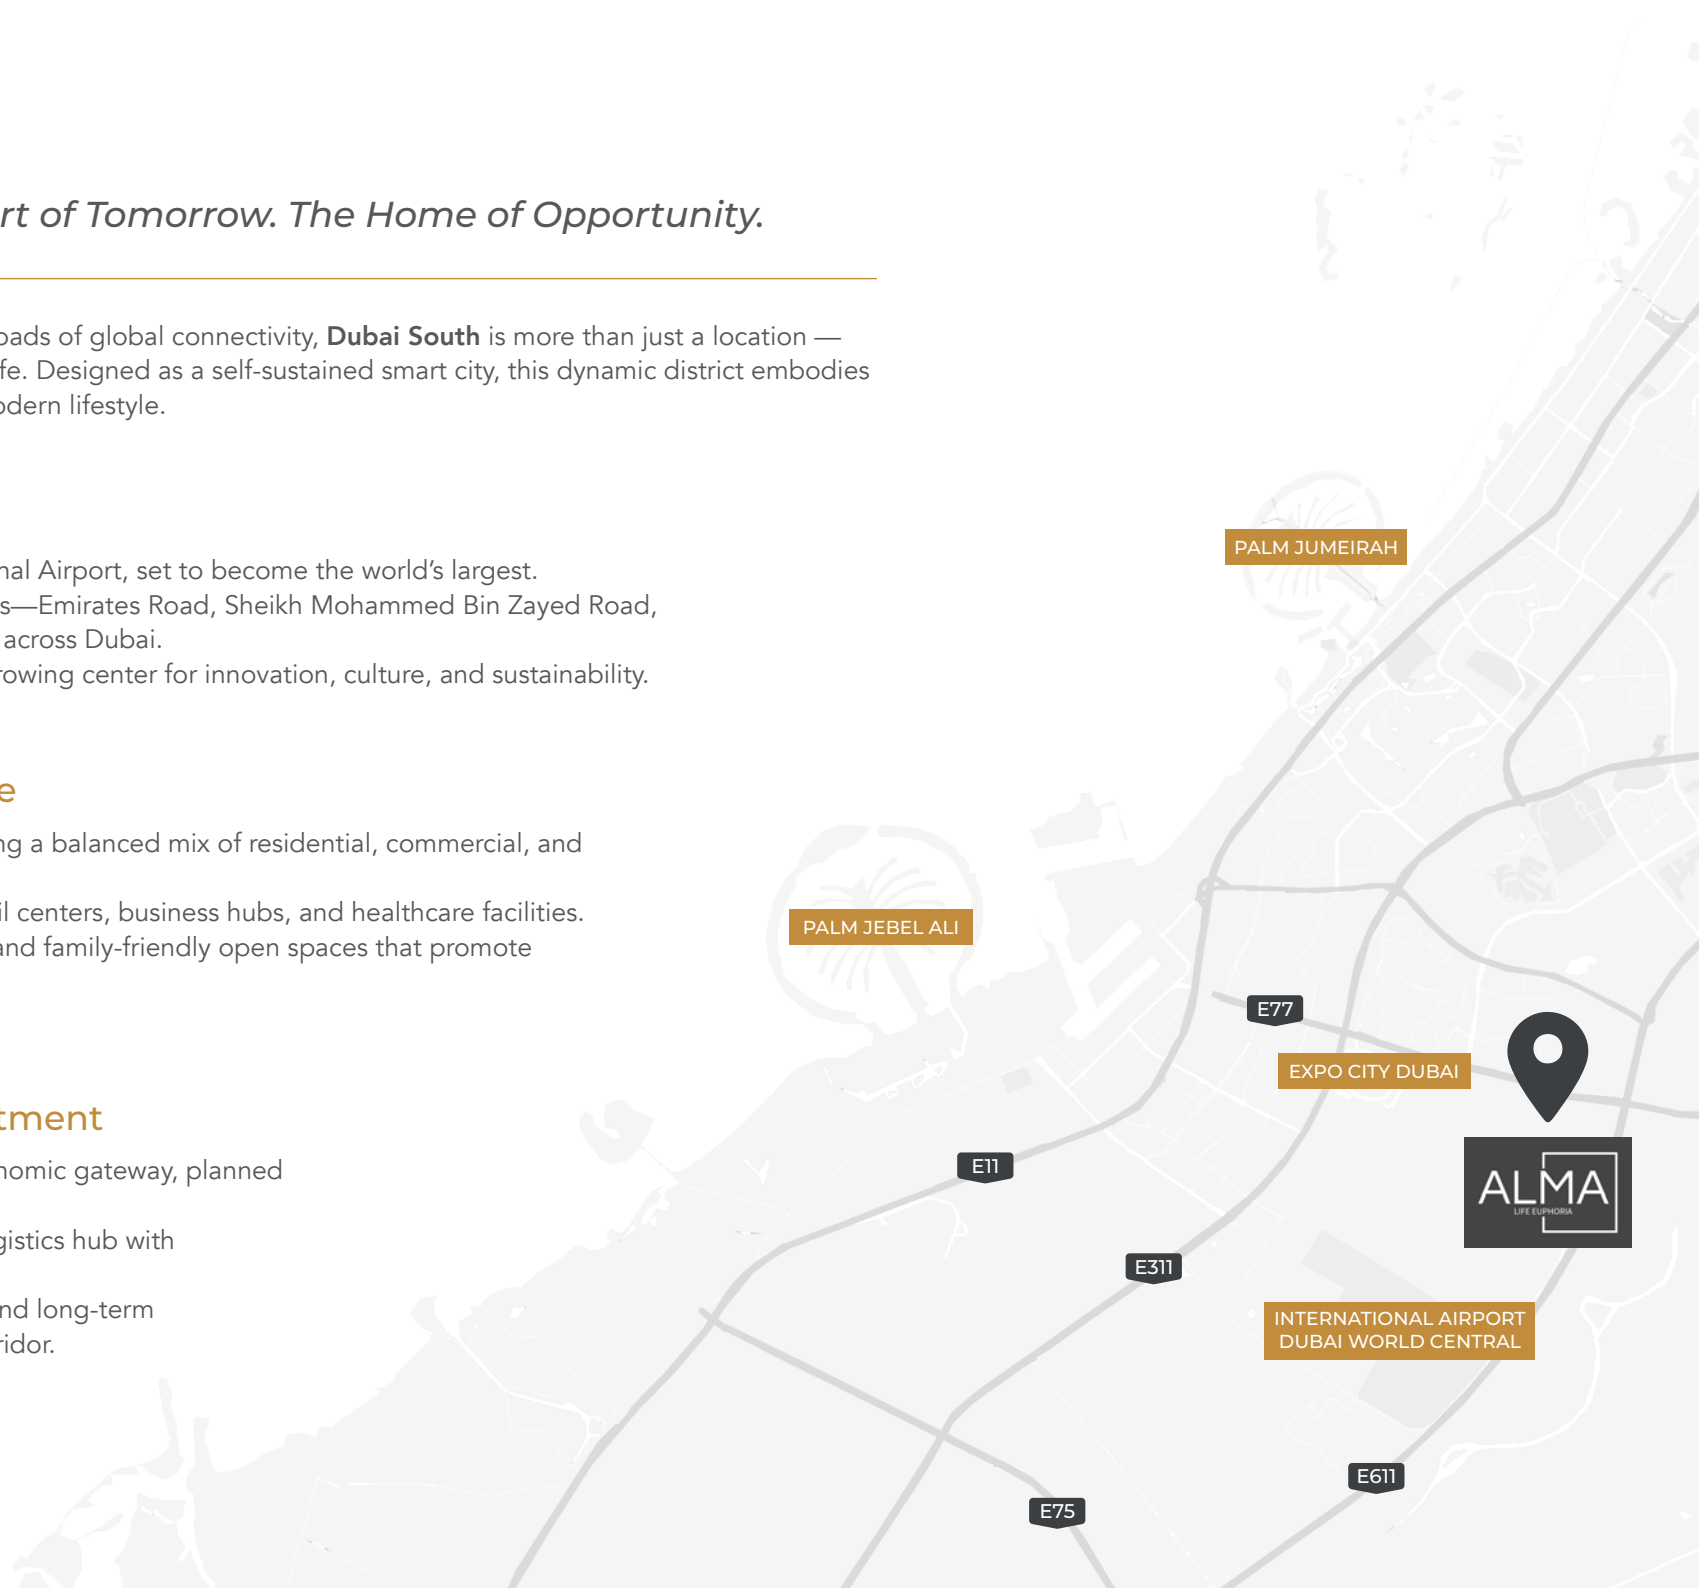 rt of Tomorrow. The Home of Opportunity.
oads of global connectivity, Dubai South is more than just a location —
fe. Designed as a self-sustained smart city, this dynamic district embodies
odern lifestyle.
nal Airport, set to become the world’s largest.
s—Emirates Road, Sheikh Mohammed Bin Zayed Road,
across Dubai.
rowing center for innovation, culture, and sustainability.
e
ng a balanced mix of residential, commercial, and
il centers, business hubs, and healthcare facilities.
and family-friendly open spaces that promote
tment
nomic gateway, planned
gistics hub with
nd long-term
ridor.
PALM JUMEIRAH
PALM JEBEL ALI
E77
EXPO CITY DUBAI
E11
ALMA
LIFE EUPHORIA
E311
INTERNATIONAL AIRPORT
DUBAI WORLD CENTRAL
E611
E75